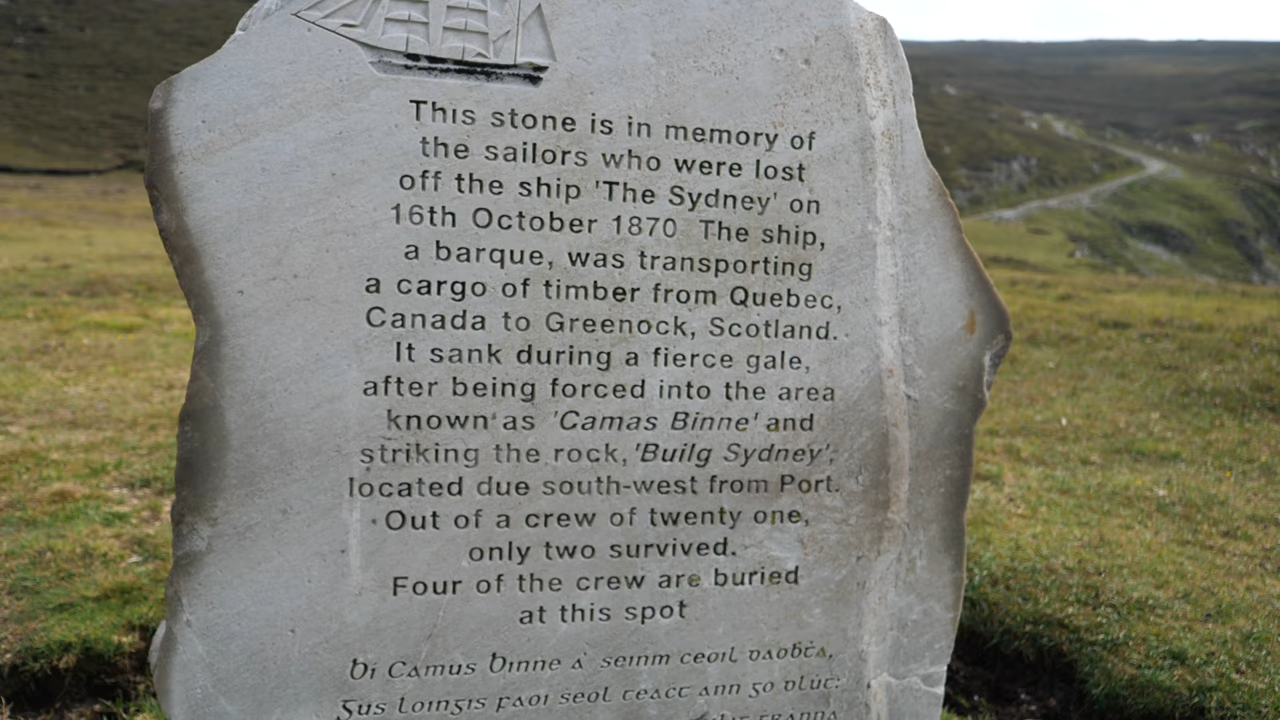 This stone is in memory of
the sailors who were lost
off the ship 'The Sydney' on
16th October 1870 The ship,
a barque, was transporting
a cargo of timber from Quebec,
Canada to Greenock, Scotland.
It sank during a fierce gale,
after being forced into the area
known as 'Camas Binne' and
striking the rock, 'Builg Sydney',
located due south-west from Port.
Out of a crew of twenty one,
only two survived.
Four of the crew are buried
at this spot
Bí Camus Binne a' seinm ceoil
Gus loingis faoi seol teaċt ann go dlúṫ: